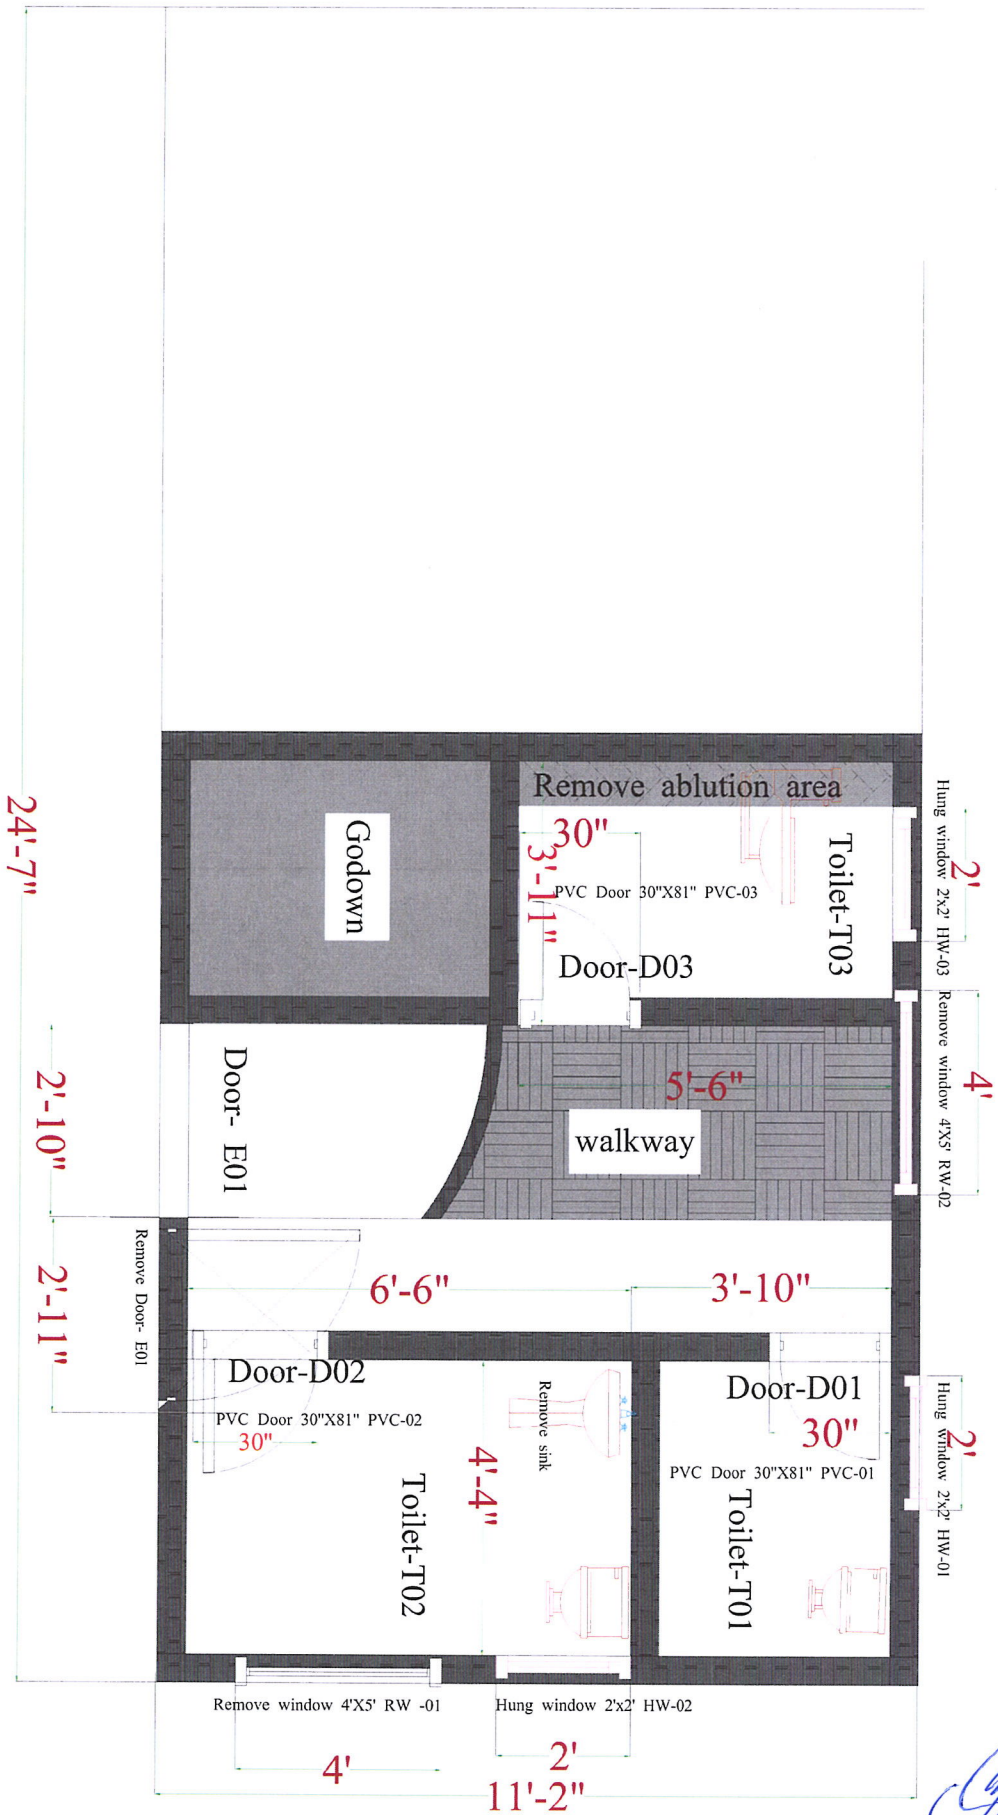 Hung window 2'x2' HW-03
2'
Remove window 4'X5' RW-02
4'
Hung window 2'x2' HW-01
2'
Remove ablution area
30"
3'-11"
PVC Door 30"X81" PVC-03
Toilet-T03
Door-D03
Godown
5'-6"
walkway
Door- E01
2'-10"
24'-7"
2'-11"
Remove Door- E01
6'-6"
3'-10"
Door-D02
PVC Door 30"X81" PVC-02
30"
Remove sink
4'-4"
Toilet-T02
Door-D01
30"
PVC Door 30"X81" PVC-01
Toilet-T01
Remove window 4'X5' RW -01
Hung window 2'x2' HW-02
4'
2'
11'-2"